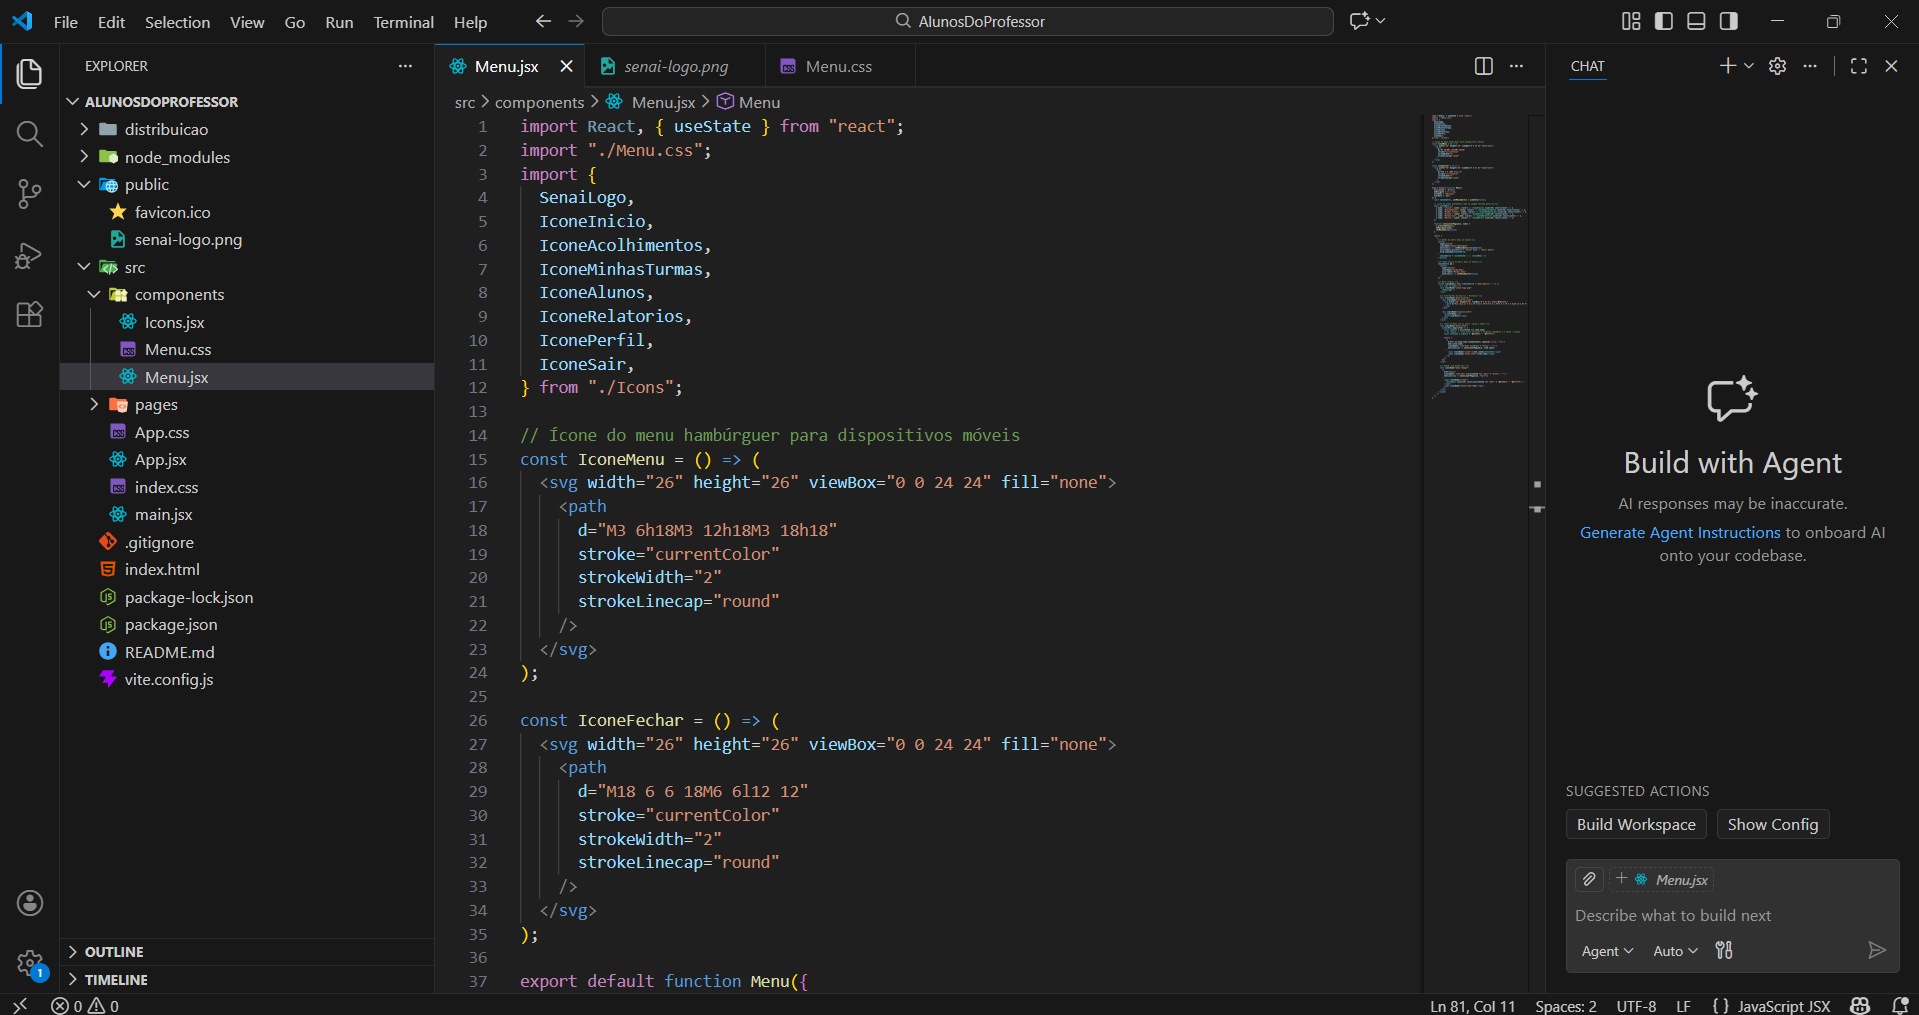 File Edit Selection View Go Run Terminal Help
AlunosDoProfessor
EXPLORER
ALUNOSDOPROFESSOR
distribuicao
node_modules
public
favicon.ico
senai-logo.png
src
components
Icons.jsx
Menu.css
Menu.jsx
pages
App.css
App.jsx
index.css
main.jsx
.gitignore
index.html
package-lock.json
package.json
README.md
vite.config.js
OUTLINE
TIMELINE
Menu.jsx senai-logo.png Menu.css
src > components > Menu.jsx > Menu
1 import React, { useState } from "react";
2 import "./Menu.css";
3 import {
4 SenaiLogo,
5 IconeInicio,
6 IconeAcolhimentos,
7 IconeMinhasTurmas,
8 IconeAlunos,
9 IconeRelatorios,
10 IconePerfil,
11 IconeSair,
12 } from "./Icons";
13
14 // Ícone do menu hambúrguer para dispositivos móveis
15 const IconeMenu = () => (
16 <svg width="26" height="26" viewBox="0 0 24 24" fill="none">
17 <path
18 d="M3 6h18M3 12h18M3 18h18"
19 stroke="currentColor"
20 strokeWidth="2"
21 strokeLinecap="round"
22 />
23 </svg>
24 );
25
26 const IconeFechar = () => (
27 <svg width="26" height="26" viewBox="0 0 24 24" fill="none">
28 <path
29 d="M18 6 6 18M6 6l12 12"
30 stroke="currentColor"
31 strokeWidth="2"
32 strokeLinecap="round"
33 />
34 </svg>
35 );
36
37 export default function Menu({
CHAT
Build with Agent
AI responses may be inaccurate.
Generate Agent Instructions to onboard AI
onto your codebase.
SUGGESTED ACTIONS
Build Workspace Show Config
Menu.jsx
Describe what to build next
Agent Auto
1
0 0
Ln 81, Col 11 Spaces: 2 UTF-8 LF {} JavaScript JSX